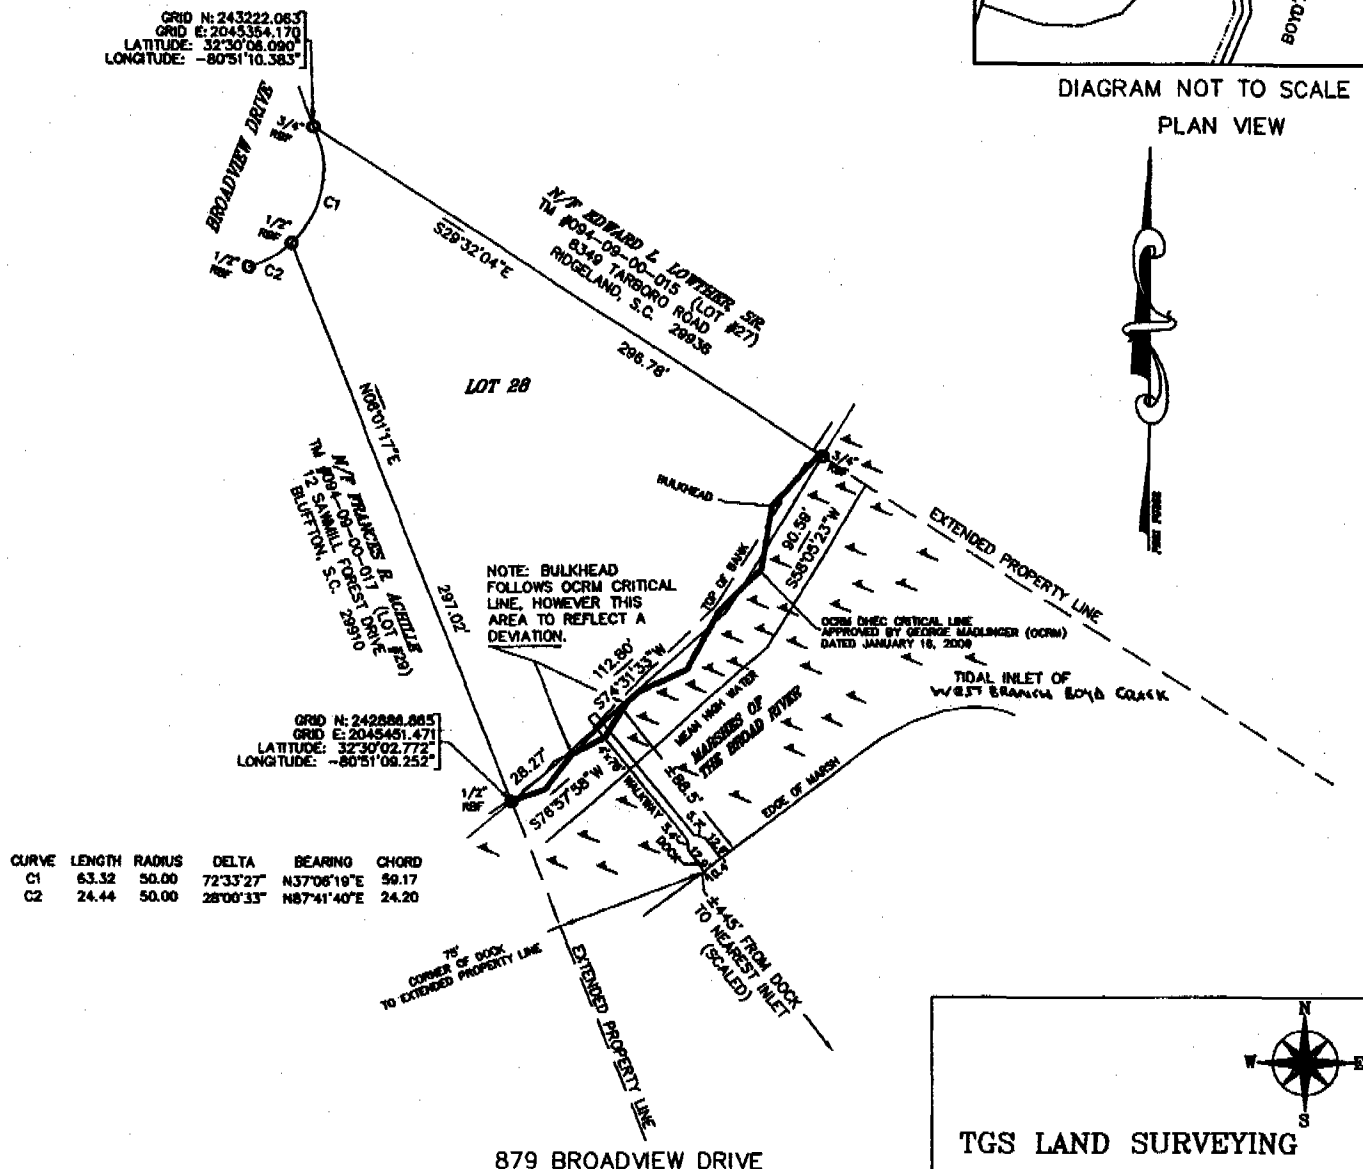 GRID N: 243222.063
GRID E: 2045354.170
LATITUDE: 32°30'06.090"
LONGITUDE: -80°51'10.383"
BOYD'
DIAGRAM NOT TO SCALE
PLAN VIEW
BROADVIEW DRIVE
3/4"
RBF
C1
1/2"
RBF
1/2"
RBF
C2
S29°32'04"E
296.78'
N/F EDWARD L LOWTHER SR
TM #094-09-00-015 (LOT #27)
6349 TARBORO ROAD
RIDGELAND, S.C. 29936
LOT 28
N06°01'17"E
297.02'
N/F FRANCES R. ACHILLE
TM #094-09-00-017 (LOT #29)
12 SAWMILL FOREST DRIVE
BLUFFTON, S.C. 29910
BULKHEAD
3/4"
RBF
EXTENDED PROPERTY LINE
90.59'
S58°05'23"W
TOP OF BANK
NOTE: BULKHEAD
FOLLOWS OCRM CRITICAL
LINE, HOWEVER THIS
AREA TO REFLECT A
DEVIATION.
OCRM DHEC CRITICAL LINE
APPROVED BY GEORGE MADLINGER (OCRM)
DATED JANUARY 16, 2009
112.80'
S74°31'33"W
MEAN HIGH WATER
MARSHES OF
THE BROAD RIVER
TIDAL INLET OF
WEST BRANCH BOYD CREEK
GRID N: 242888.885
GRID E: 2045451.471
LATITUDE: 32°30'02.772"
LONGITUDE: -80°51'09.252"
1/2"
RBF
28.27'
S78°57'58"W
WALKWAY
DOCK
EDGE OF MARSH
CURVE LENGTH RADIUS DELTA BEARING CHORD
C1 63.32 50.00 72°33'27" N37°06'19"E 59.17
C2 24.44 50.00 28°00'33" N87°41'40"E 24.20
75'
CORNER OF DOCK
TO EXTENDED PROPERTY LINE
±445' FROM DOCK
TO NEAREST INLET
(SCALED)
EXTENDED PROPERTY LINE
N
W E
S
TGS LAND SURVEYING
879 BROADVIEW DRIVE